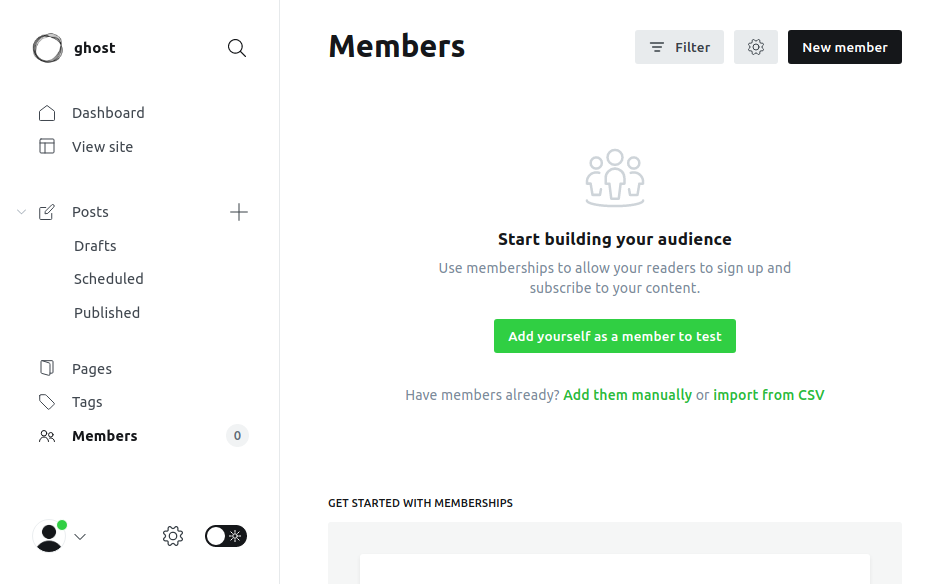 ghost
Dashboard
View site
Posts
Drafts
Scheduled
Published
Pages
Tags
Members
0
Members
Filter
New member
Start building your audience
Use memberships to allow your readers to sign up and
subscribe to your content.
Add yourself as a member to test
Have members already? Add them manually or import from CSV
GET STARTED WITH MEMBERSHIPS